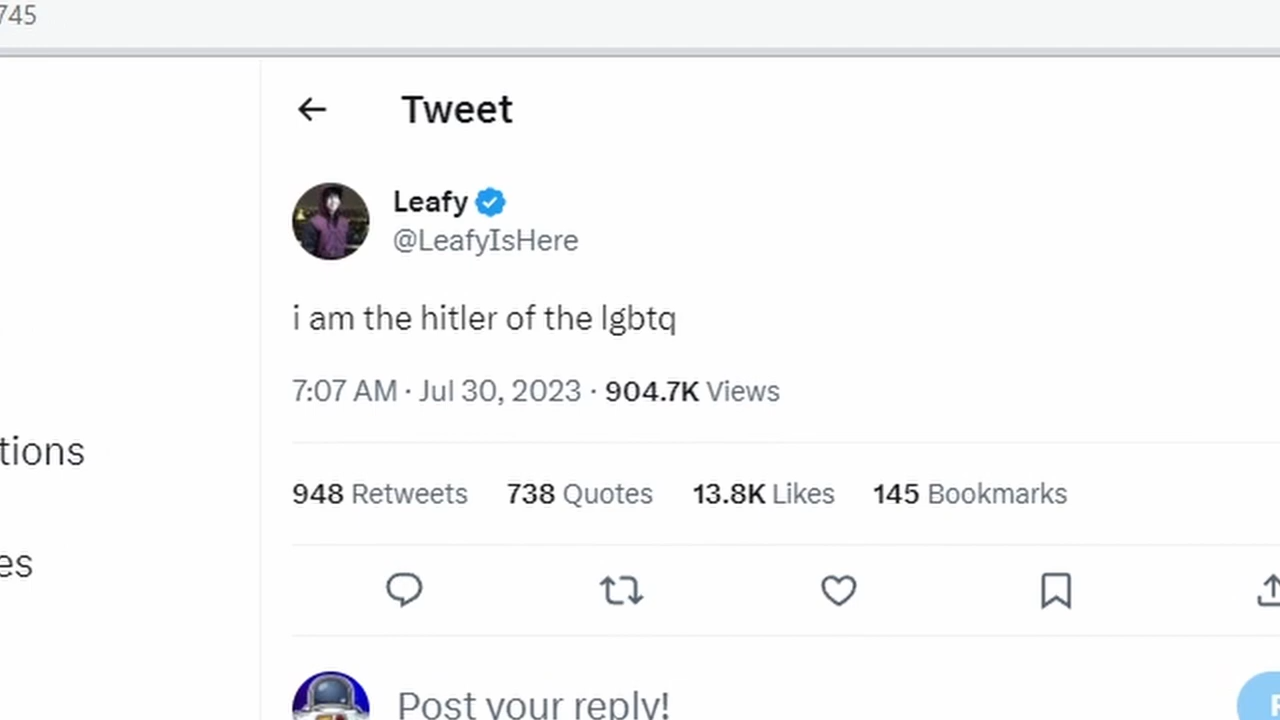 745
Tweet
Leafy
@LeafyIsHere
i am the hitler of the lgbtq
7:07 AM · Jul 30, 2023 · 904.7K Views
tions
948 Retweets 738 Quotes 13.8K Likes 145 Bookmarks
es
Post your reply!